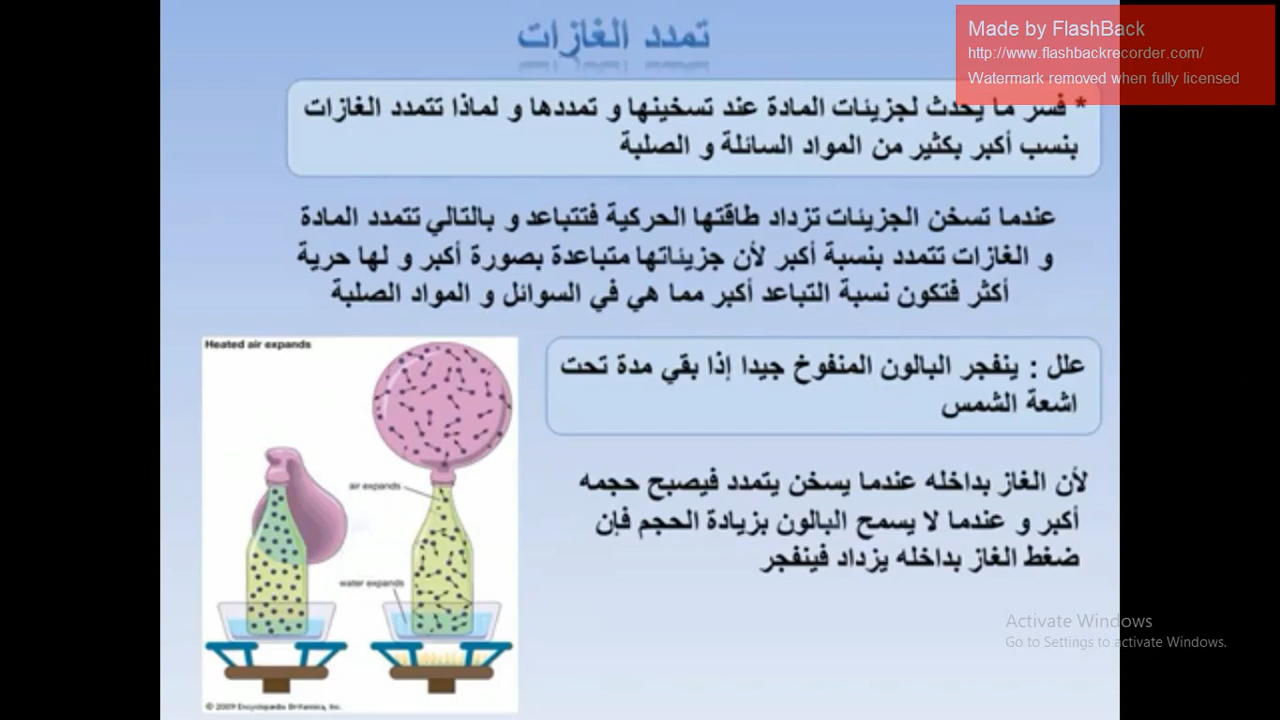 تمدد الغازات
Made by FlashBack
http://www.flashbackrecorder.com/
Watermark removed when fully licensed
* فسر ما يحدث لجزيئات المادة عند تسخينها و تمددها و لماذا تتمدد الغازات
بنسب أكبر بكثير من المواد السائلة و الصلبة
عندما تسخن الجزيئات تزداد طاقتها الحركية فتتباعد و بالتالي تتمدد المادة
و الغازات تتمدد بنسبة أكبر لأن جزيئاتها متباعدة بصورة أكبر و لها حرية
أكثر فتكون نسبة التباعد أكبر مما هي في السوائل و المواد الصلبة
علل : ينفجر البالون المنفوخ جيدا إذا بقي مدة تحت
اشعة الشمس
لأن الغاز بداخله عندما يسخن يتمدد فيصبح حجمه
أكبر و عندما لا يسمح البالون بزيادة الحجم فإن
ضغط الغاز بداخله يزداد فينفجر
Heated air expands
air expands
water expands
© 2009 Encyclopædia Britannica, Inc.
Activate Windows
Go to Settings to activate Windows.